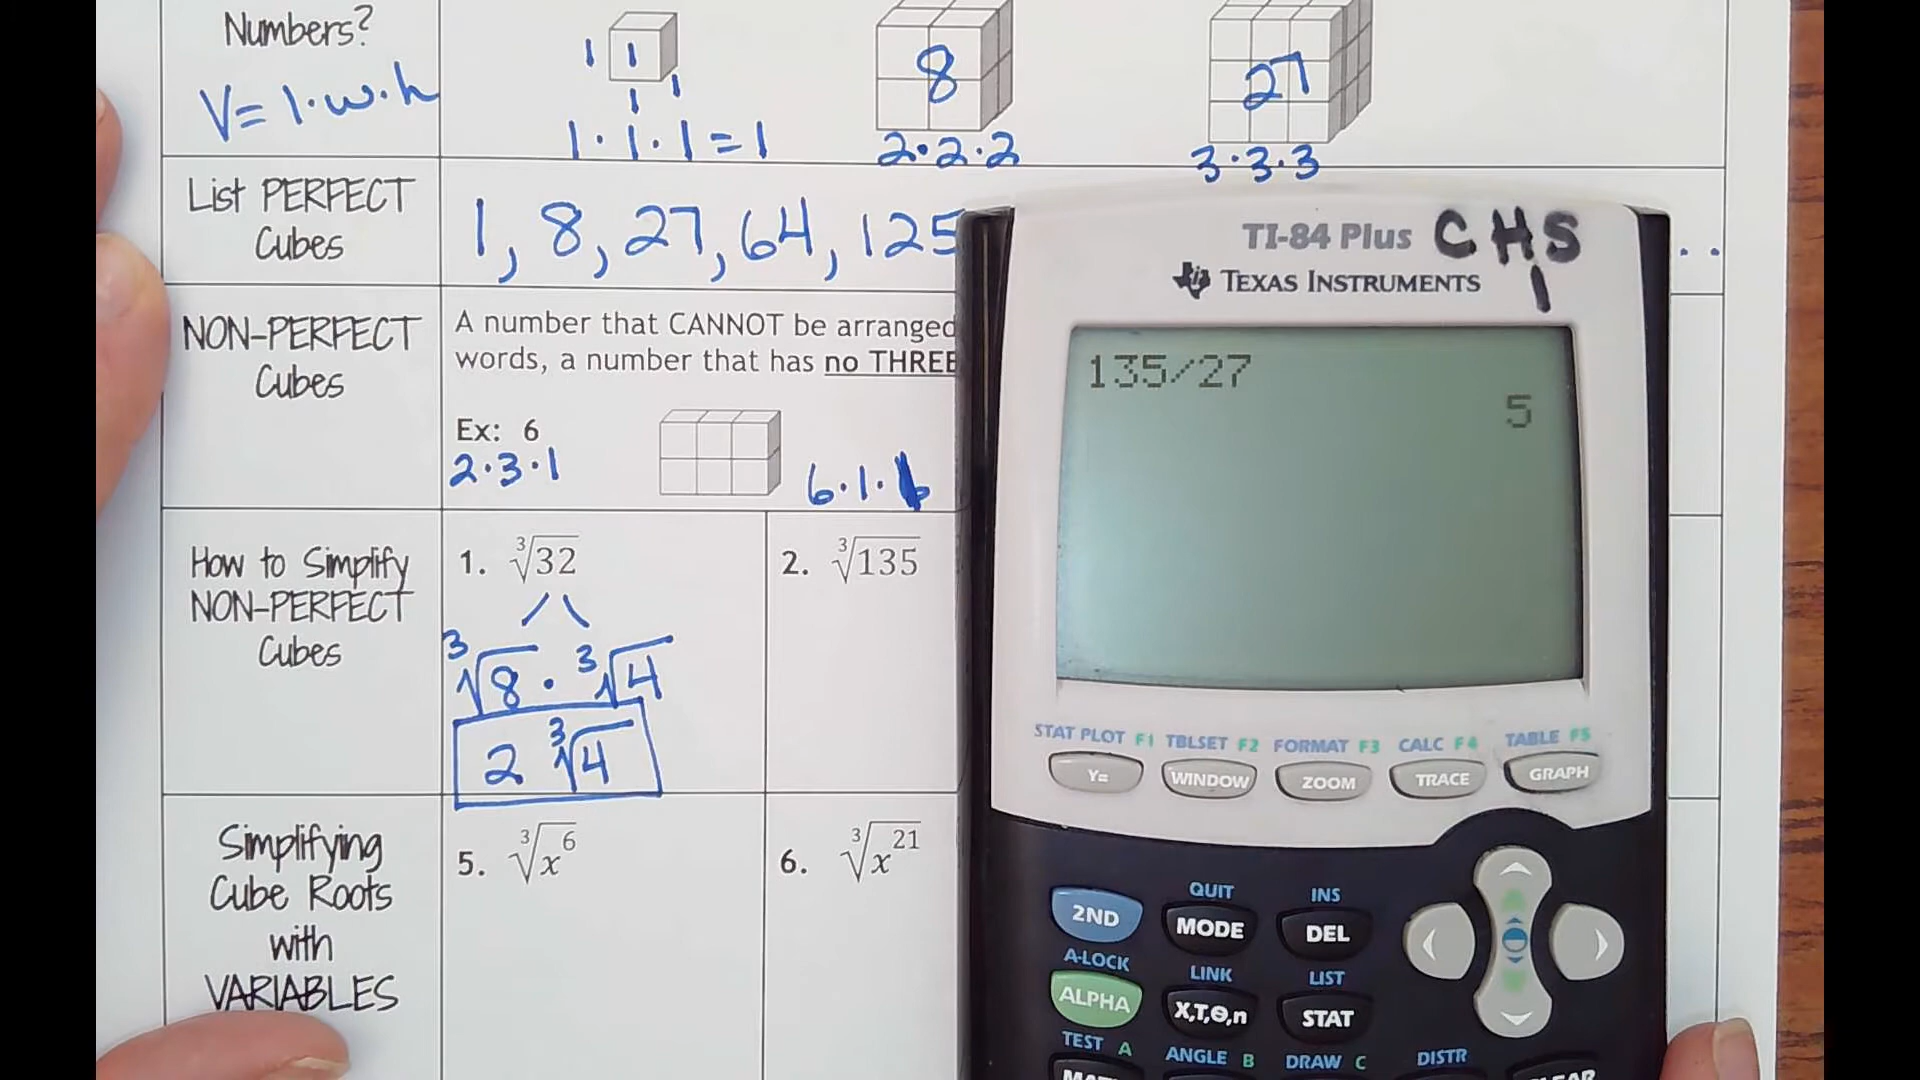 Numbers?
V= l·w·h
1 1
1
1
1·1·1=1
8
2·2·2
27
3·3·3
List PERFECT
Cubes
1, 8, 27, 64, 125
..
NON-PERFECT
Cubes
A number that CANNOT be arranged
words, a number that has no THREE
Ex: 6
2·3·1
6·1·
How to Simplify
NON-PERFECT
Cubes
1. ∛32
∛8 · ∛4
2 ∛4
2. ∛135
Simplifying
Cube Roots
with
VARIABLES
5. ∛x⁶
6. ∛x²¹
TI-84 Plus CHS
1
TEXAS INSTRUMENTS
135/27
5
STAT PLOT F1 TBLSET F2 FORMAT F3 CALC F4 TABLE F5
Y= WINDOW ZOOM TRACE GRAPH
QUIT INS
2ND MODE DEL
A-LOCK LINK LIST
ALPHA X,T,Θ,n STAT
TEST A ANGLE B DRAW C DISTR